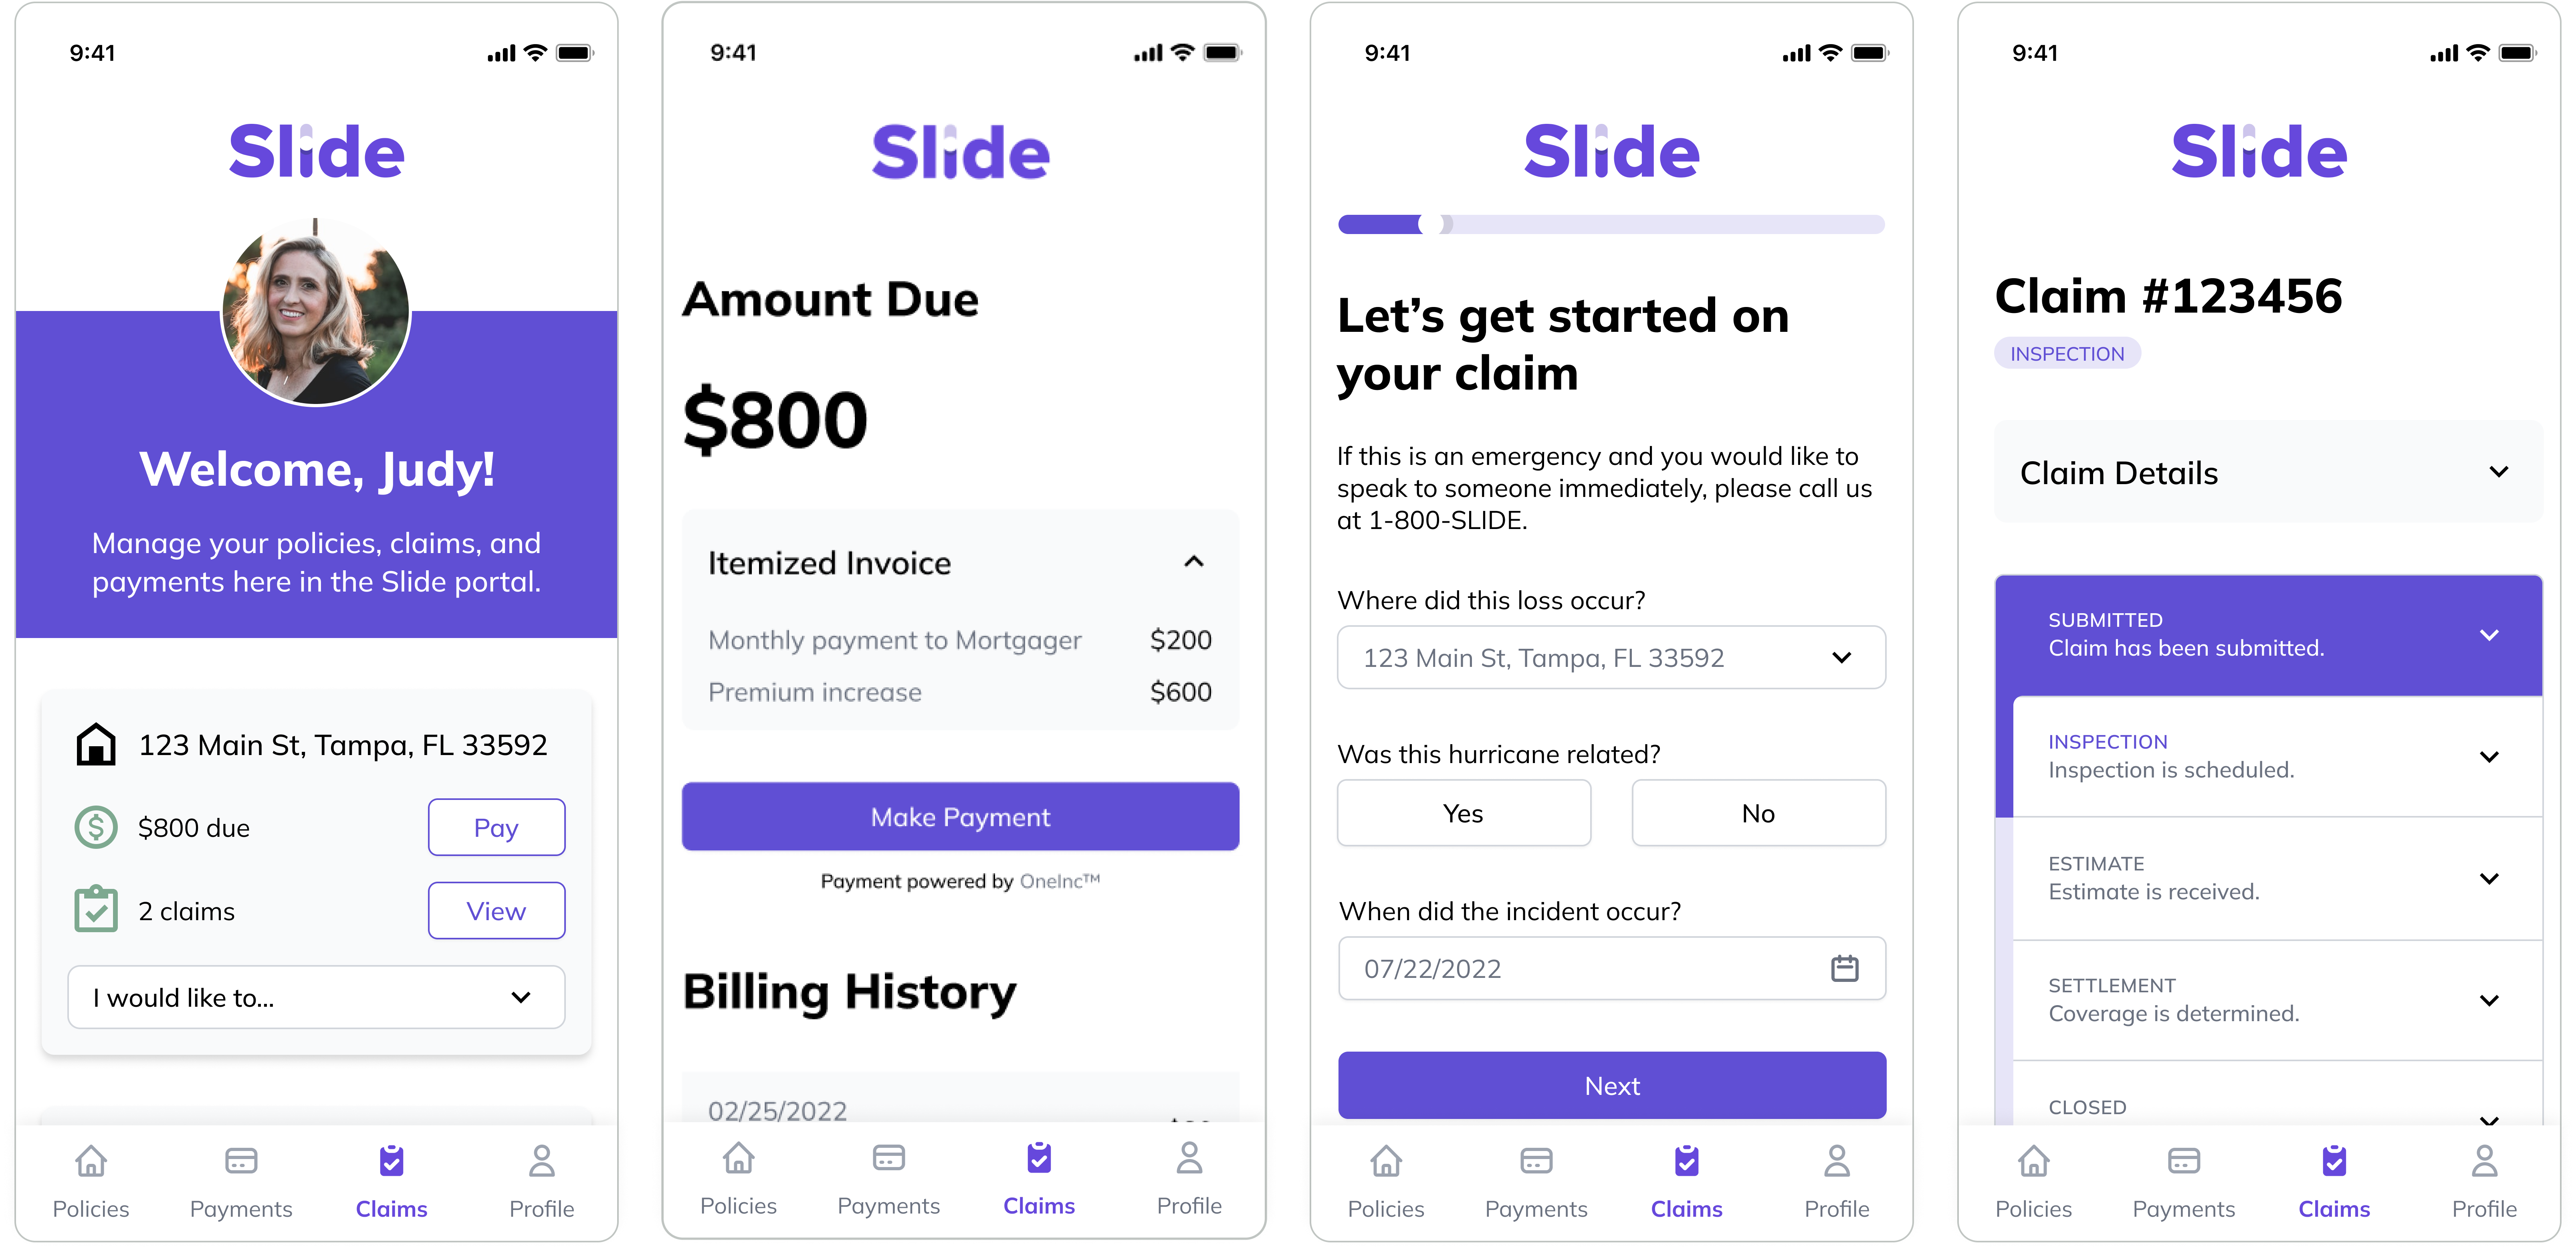 9:41
Slide
Welcome, Judy!
Manage your policies, claims, and
payments here in the Slide portal.
123 Main St, Tampa, FL 33592
$800 due
Pay
2 claims
View
I would like to...
Policies
Payments
Claims
Profile
9:41
Slide
Amount Due
$800
Itemized Invoice
Monthly payment to Mortgager $200
Premium increase $600
Make Payment
Payment powered by OneInc™
Billing History
02/25/2022
Policies
Payments
Claims
Profile
9:41
Slide
Let's get started on
your claim
If this is an emergency and you would like to
speak to someone immediately, please call us
at 1-800-SLIDE.
Where did this loss occur?
123 Main St, Tampa, FL 33592
Was this hurricane related?
Yes
No
When did the incident occur?
07/22/2022
Next
Policies
Payments
Claims
Profile
9:41
Slide
Claim #123456
INSPECTION
Claim Details
SUBMITTED
Claim has been submitted.
INSPECTION
Inspection is scheduled.
ESTIMATE
Estimate is received.
SETTLEMENT
Coverage is determined.
CLOSED
Policies
Payments
Claims
Profile